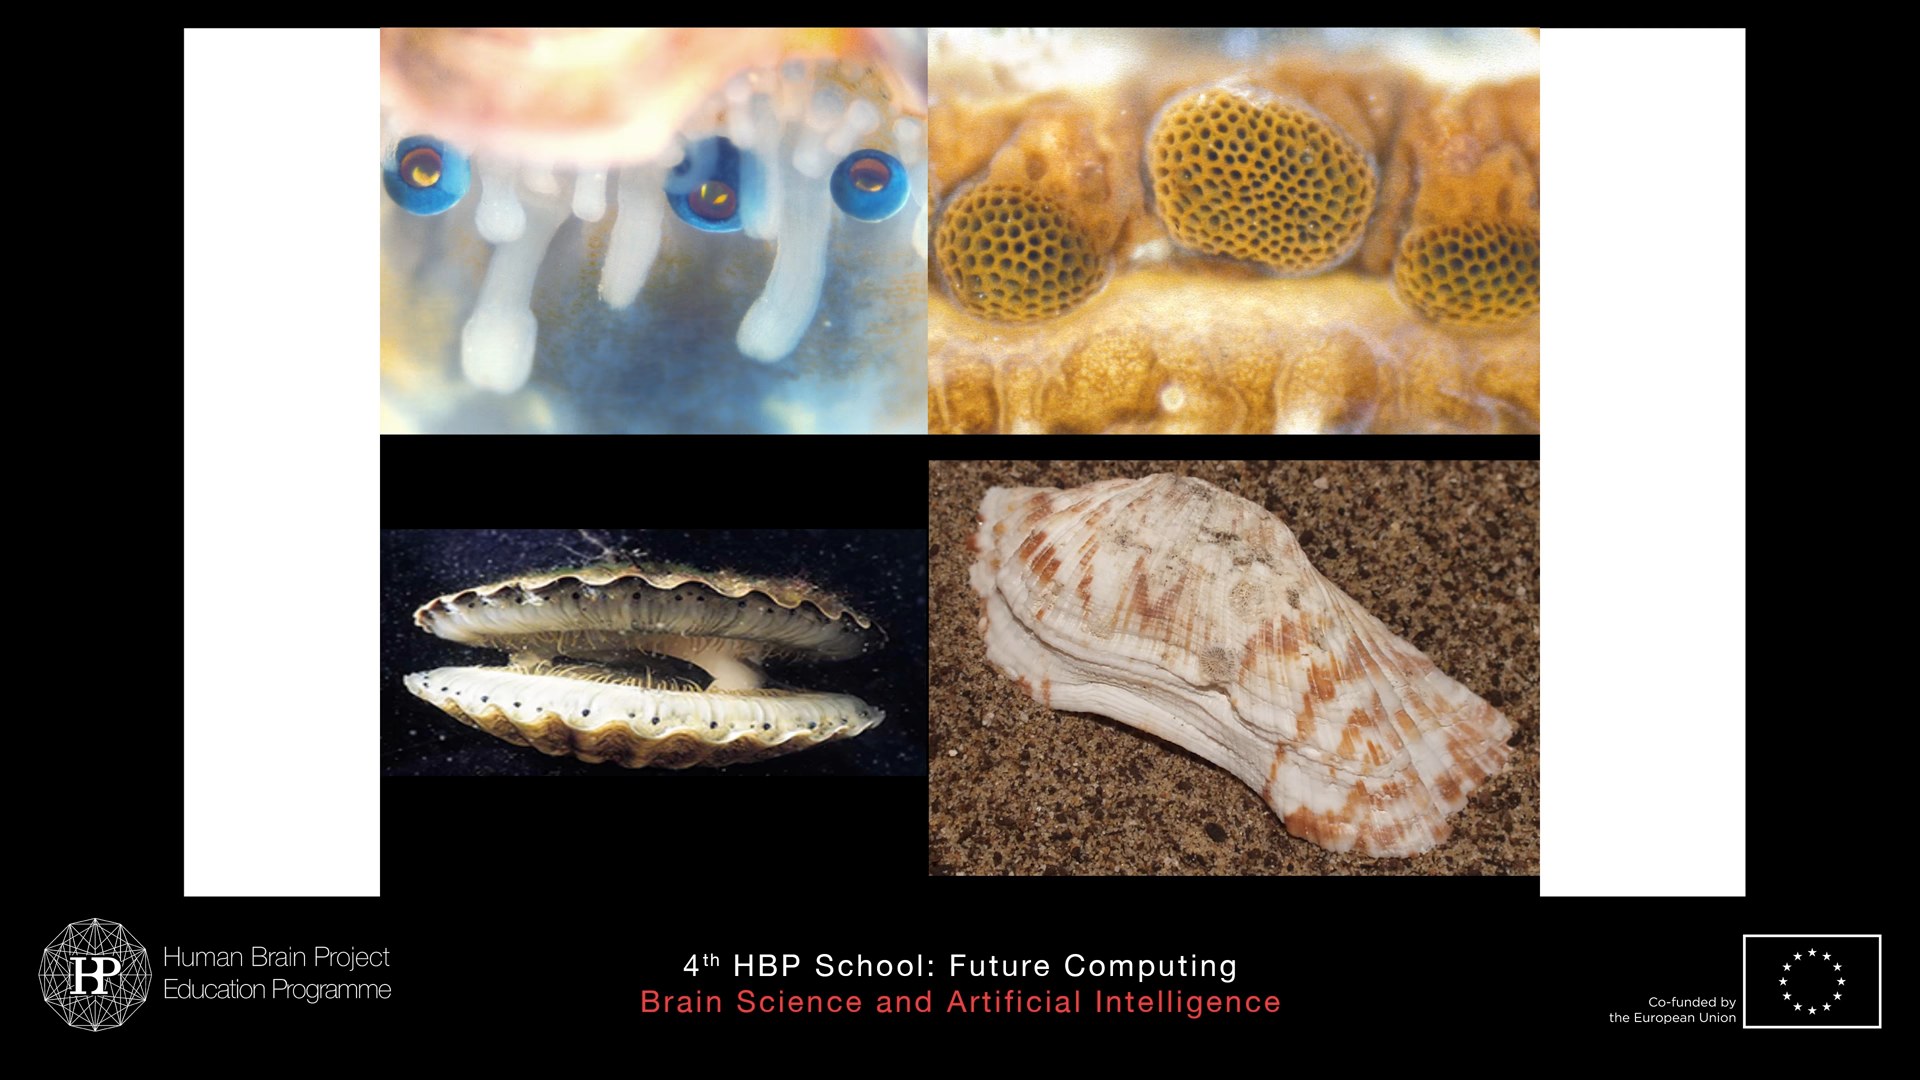 HBP
Human Brain Project
Education Programme
4th HBP School: Future Computing
Brain Science and Artificial Intelligence
Co-funded by
the European Union